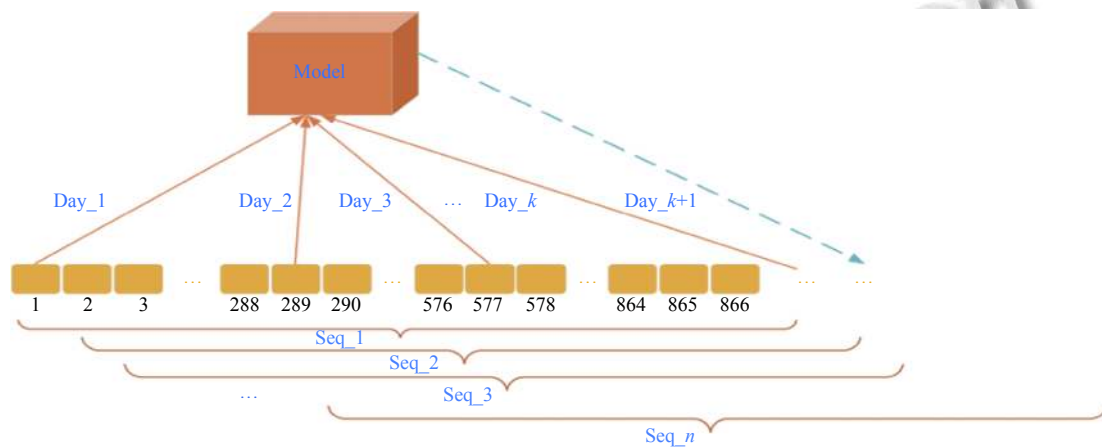 Model
Day_1 Day_2 Day_3 … Day_k Day_k+1
… … … … …
1 2 3 288 289 290 576 577 578 864 865 866
Seq_1
Seq_2
Seq_3
…
Seq_n